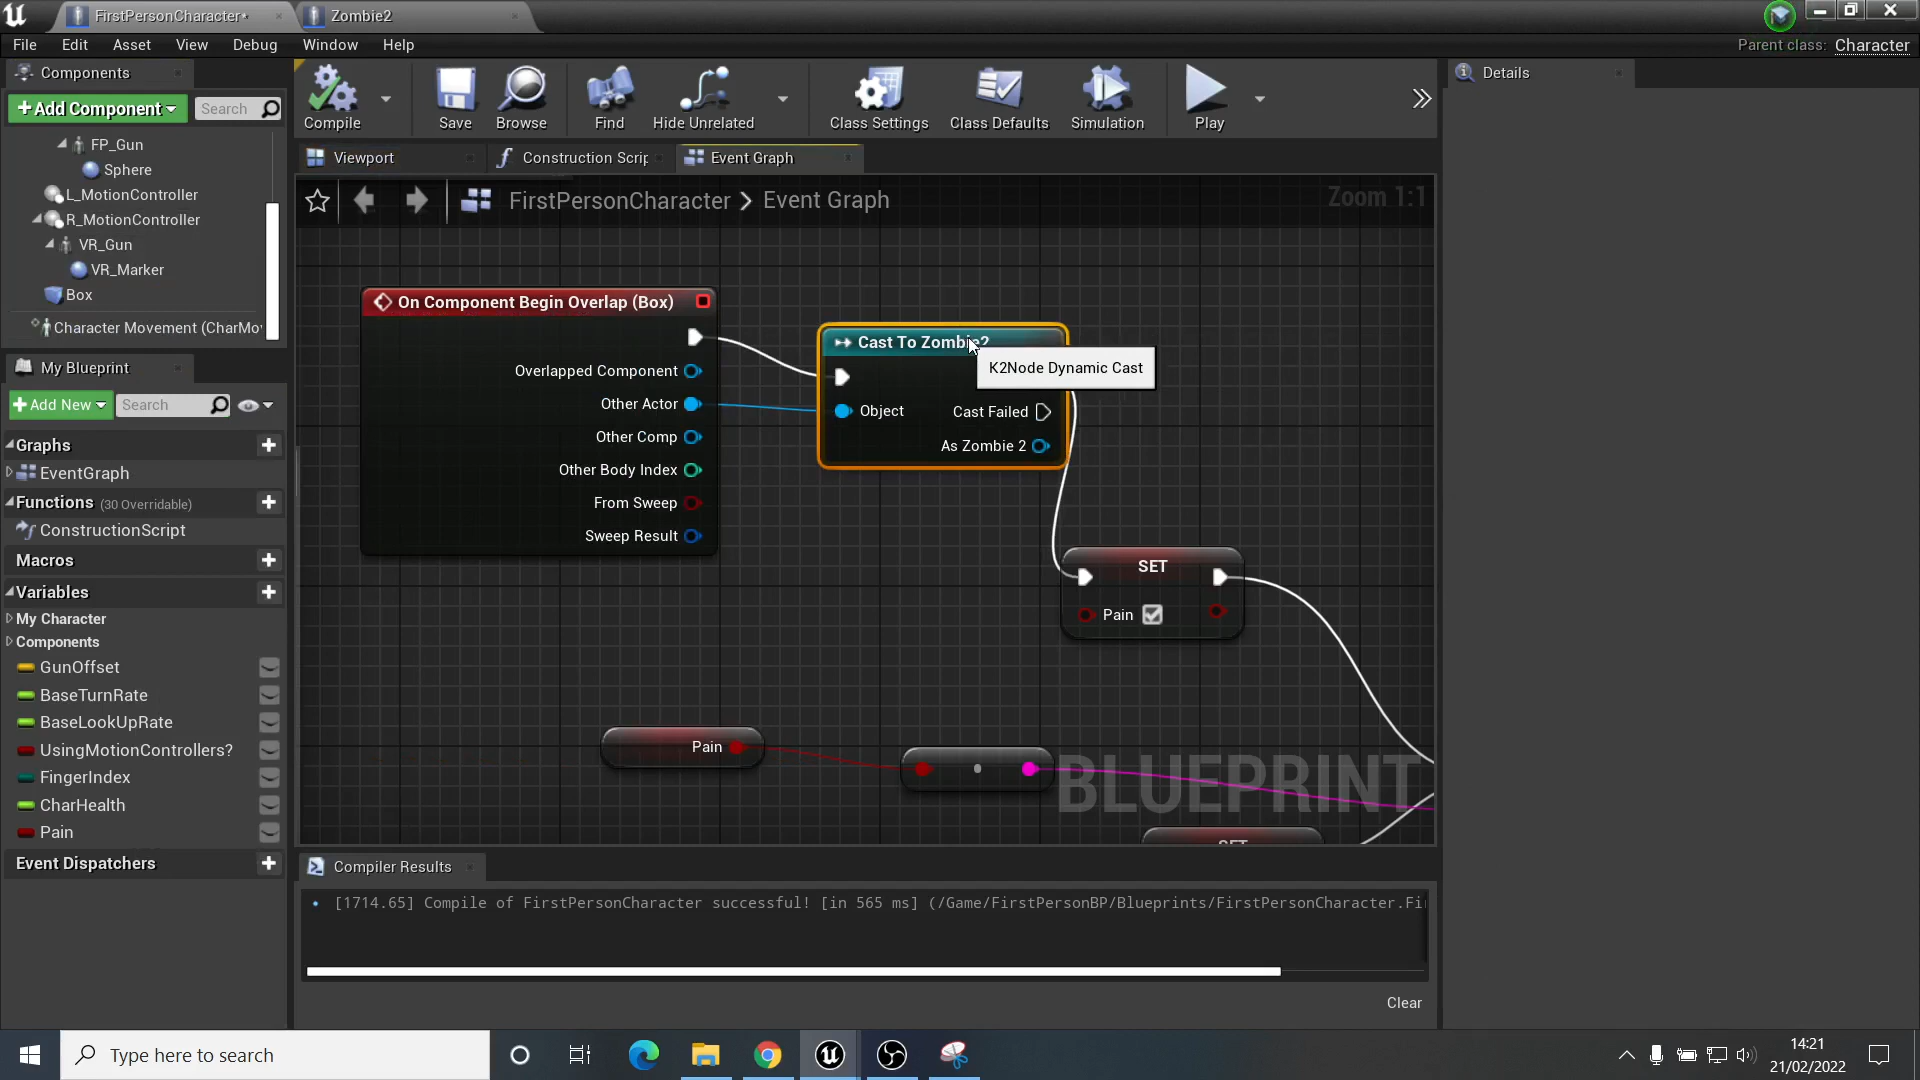 FirstPersonCharacter*
Zombie2
File Edit Asset View Debug Window Help
Parent class: Character
Components
Add Component
Search
FP_Gun
Sphere
L_MotionController
R_MotionController
VR_Gun
VR_Marker
Box
Character Movement (CharMo
My Blueprint
Add New
Search
Graphs
EventGraph
Functions (30 Overridable)
ConstructionScript
Macros
Variables
My Character
Components
GunOffset
BaseTurnRate
BaseLookUpRate
UsingMotionControllers?
FingerIndex
CharHealth
Pain
Event Dispatchers
Compile
Save
Browse
Find
Hide Unrelated
Class Settings
Class Defaults
Simulation
Play
Viewport
Construction Scrip
Event Graph
FirstPersonCharacter > Event Graph
Zoom 1:1
On Component Begin Overlap (Box)
Overlapped Component
Other Actor
Other Comp
Other Body Index
From Sweep
Sweep Result
Cast To Zombie2
K2Node Dynamic Cast
Object
Cast Failed
As Zombie 2
SET
Pain
Pain
BLUEPRINT
SET
Compiler Results
[1714.65] Compile of FirstPersonCharacter successful! [in 565 ms] (/Game/FirstPersonBP/Blueprints/FirstPersonCharacter.Fi
Clear
Details
Type here to search
14:21
21/02/2022